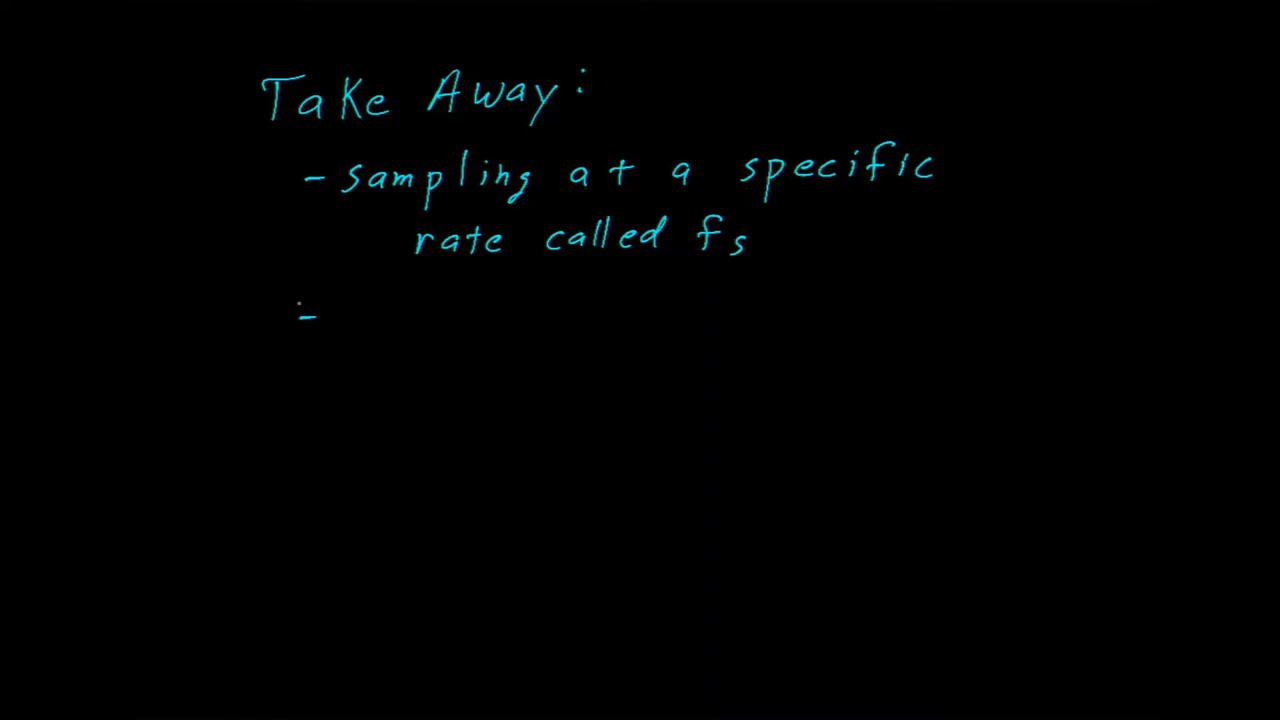 Take Away:
- sampling at a specific
rate called fs
-